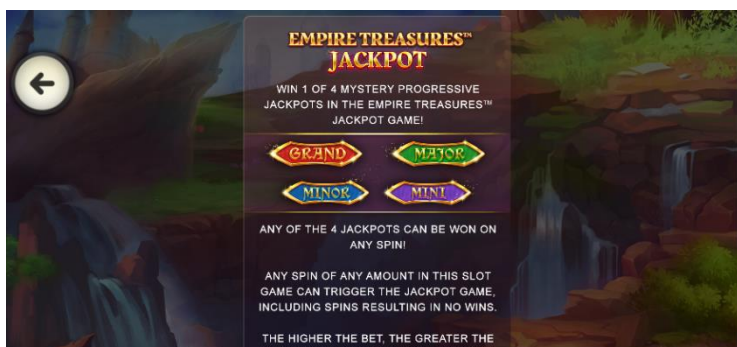 EMPIRE TREASURES™
JACKPOT
WIN 1 OF 4 MYSTERY PROGRESSIVE
JACKPOTS IN THE EMPIRE TREASURES™
JACKPOT GAME!
GRAND MAJOR
MINOR MINI
ANY OF THE 4 JACKPOTS CAN BE WON ON
ANY SPIN!
ANY SPIN OF ANY AMOUNT IN THIS SLOT
GAME CAN TRIGGER THE JACKPOT GAME,
INCLUDING SPINS RESULTING IN NO WINS.
THE HIGHER THE BET, THE GREATER THE